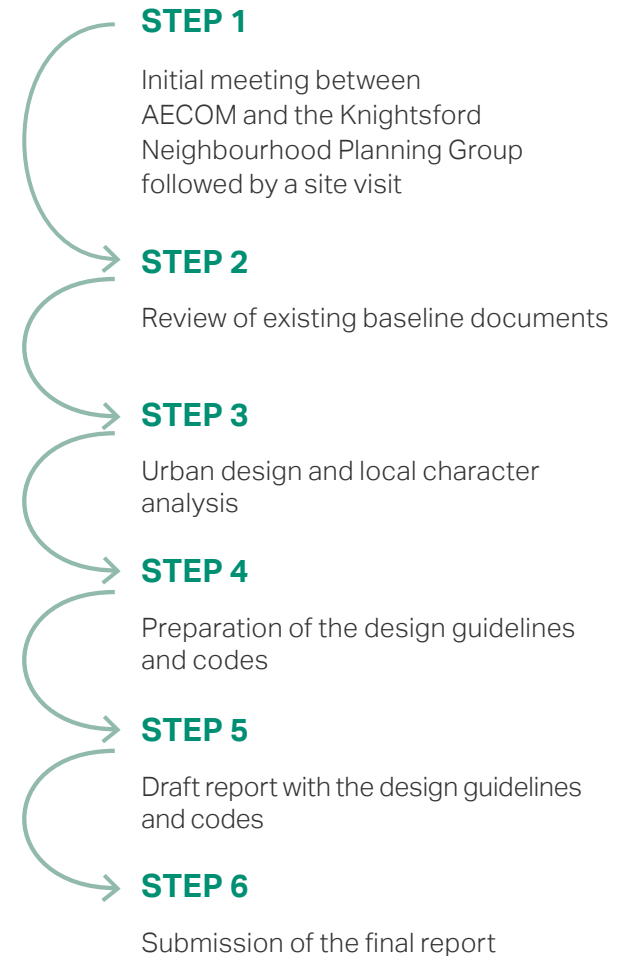 STEP 1
Initial meeting between
AECOM and the Knightsford
Neighbourhood Planning Group
followed by a site visit
STEP 2
Review of existing baseline documents
STEP 3
Urban design and local character
analysis
STEP 4
Preparation of the design guidelines
and codes
STEP 5
Draft report with the design guidelines
and codes
STEP 6
Submission of the final report